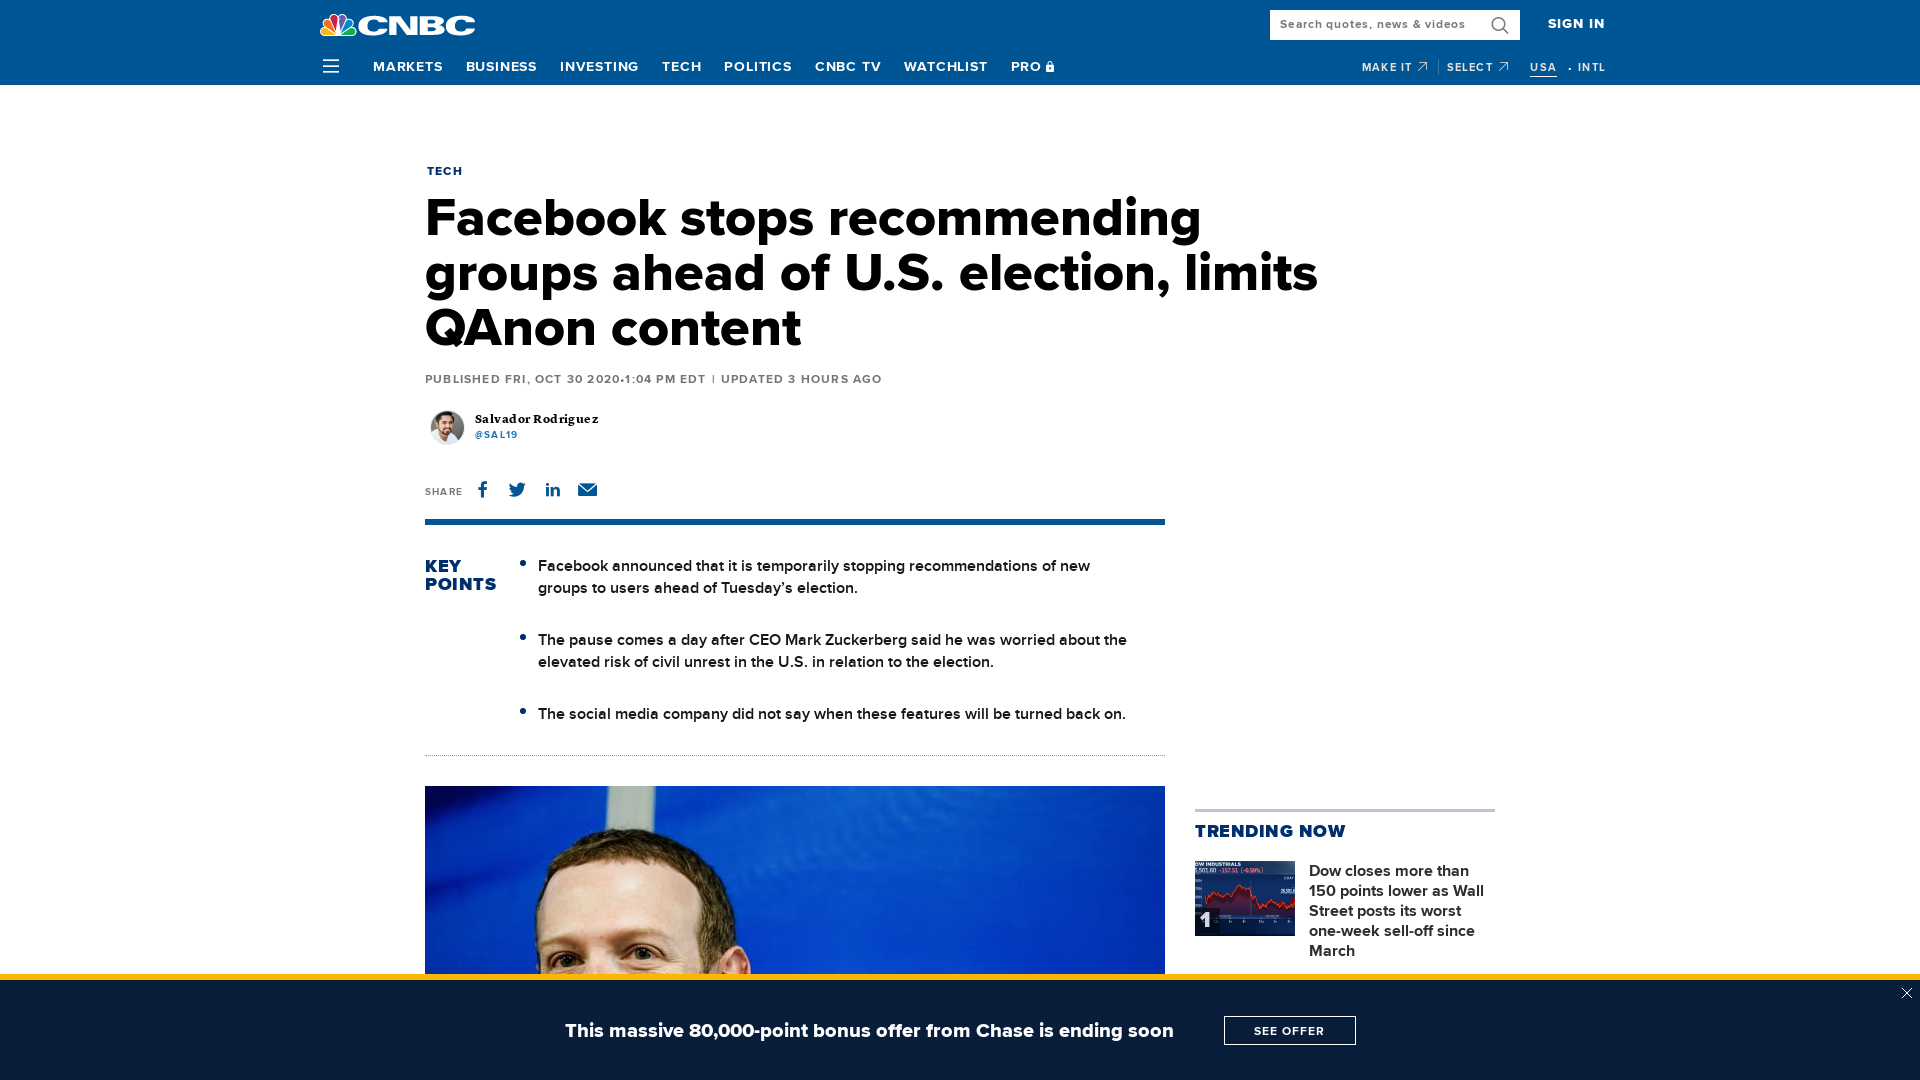 CNBC
Search quotes, news & videos
SIGN IN
MARKETS BUSINESS INVESTING TECH POLITICS CNBC TV WATCHLIST PRO
MAKE IT SELECT USA • INTL
TECH
Facebook stops recommending
groups ahead of U.S. election, limits
QAnon content
PUBLISHED FRI, OCT 30 2020•1:04 PM EDT | UPDATED 3 HOURS AGO
Salvador Rodriguez
@SAL19
SHARE
KEY
POINTS
Facebook announced that it is temporarily stopping recommendations of new
groups to users ahead of Tuesday’s election.
The pause comes a day after CEO Mark Zuckerberg said he was worried about the
elevated risk of civil unrest in the U.S. in relation to the election.
The social media company did not say when these features will be turned back on.
TRENDING NOW
OW INDUSTRIALS
-157.51
1
Dow closes more than
150 points lower as Wall
Street posts its worst
one-week sell-off since
March
This massive 80,000-point bonus offer from Chase is ending soon
SEE OFFER